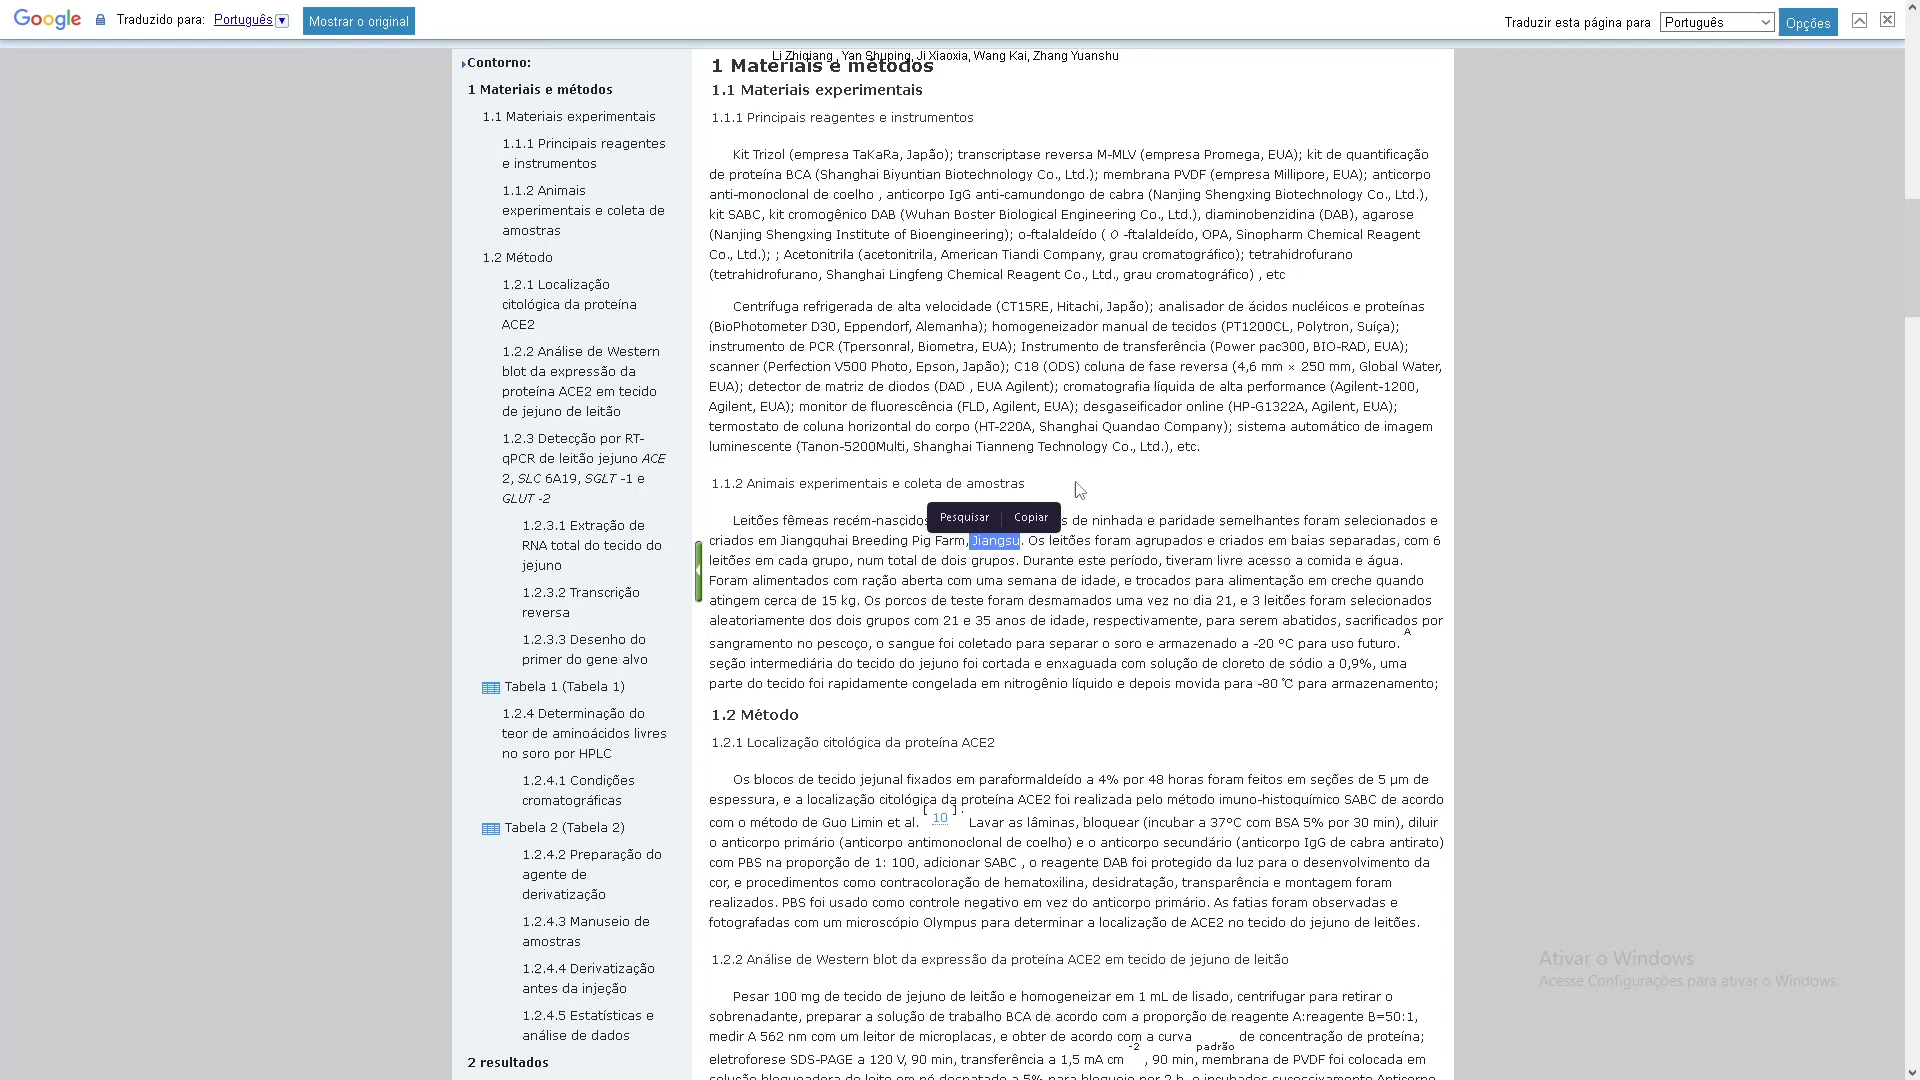 Google Traduzido para: Português Mostrar o original Traduzir esta página para Português Opções
Li Zhiqiang , Yan Shuping, Ji Xiaoxia, Wang Kai, Zhang Yuanshu
Contorno:
1 Materiais e métodos
1.1 Materiais experimentais
1.1.1 Principais reagentes
e instrumentos
1.1.2 Animais
experimentais e coleta de
amostras
1.2 Método
1.2.1 Localização
citológica da proteína
ACE2
1.2.2 Análise de Western
blot da expressão da
proteína ACE2 em tecido
de jejuno de leitão
1.2.3 Detecção por RT-
qPCR de leitão jejuno ACE
2, SLC 6A19, SGLT -1 e
GLUT -2
1.2.3.1 Extração de
RNA total do tecido do
jejuno
1.2.3.2 Transcrição
reversa
1.2.3.3 Desenho do
primer do gene alvo
Tabela 1 (Tabela 1)
1.2.4 Determinação do
teor de aminoácidos livres
no soro por HPLC
1.2.4.1 Condições
cromatográficas
Tabela 2 (Tabela 2)
1.2.4.2 Preparação do
agente de
derivatização
1.2.4.3 Manuseio de
amostras
1.2.4.4 Derivatização
antes da injeção
1.2.4.5 Estatísticas e
análise de dados
2 resultados
1 Materiais e métodos
1.1 Materiais experimentais
1.1.1 Principais reagentes e instrumentos
Kit Trizol (empresa TaKaRa, Japão); transcriptase reversa M-MLV (empresa Promega, EUA); kit de quantificação
de proteína BCA (Shanghai Biyuntian Biotechnology Co., Ltd.); membrana PVDF (empresa Millipore, EUA); anticorpo
anti-monoclonal de coelho , anticorpo IgG anti-camundongo de cabra (Nanjing Shengxing Biotechnology Co., Ltd.),
kit SABC, kit cromogênico DAB (Wuhan Boster Biological Engineering Co., Ltd.), diaminobenzidina (DAB), agarose
(Nanjing Shengxing Institute of Bioengineering); o-ftalaldeído ( O -ftalaldeído, OPA, Sinopharm Chemical Reagent
Co., Ltd.); ; Acetonitrila (acetonitrila, American Tiandi Company, grau cromatográfico); tetrahidrofurano
(tetrahidrofurano, Shanghai Lingfeng Chemical Reagent Co., Ltd., grau cromatográfico) , etc
Centrífuga refrigerada de alta velocidade (CT15RE, Hitachi, Japão); analisador de ácidos nucléicos e proteínas
(BioPhotometer D30, Eppendorf, Alemanha); homogeneizador manual de tecidos (PT1200CL, Polytron, Suíça);
instrumento de PCR (Tpersonral, Biometra, EUA); Instrumento de transferência (Power pac300, BIO-RAD, EUA);
scanner (Perfection V500 Photo, Epson, Japão); C18 (ODS) coluna de fase reversa (4,6 mm × 250 mm, Global Water,
EUA); detector de matriz de diodos (DAD , EUA Agilent); cromatografia líquida de alta performance (Agilent-1200,
Agilent, EUA); monitor de fluorescência (FLD, Agilent, EUA); desgaseificador online (HP-G1322A, Agilent, EUA);
termostato de coluna horizontal do corpo (HT-220A, Shanghai Quandao Company); sistema automático de imagem
luminescente (Tanon-5200Multi, Shanghai Tianneng Technology Co., Ltd.), etc.
1.1.2 Animais experimentais e coleta de amostras
Pesquisar Copiar
Leitões fêmeas recém-nascidos de ninhada e paridade semelhantes foram selecionados e
criados em Jiangquhai Breeding Pig Farm, Jiangsu. Os leitões foram agrupados e criados em baias separadas, com 6
leitões em cada grupo, num total de dois grupos. Durante este período, tiveram livre acesso a comida e água.
Foram alimentados com ração aberta com uma semana de idade, e trocados para alimentação em creche quando
atingem cerca de 15 kg. Os porcos de teste foram desmamados uma vez no dia 21, e 3 leitões foram selecionados
aleatoriamente dos dois grupos com 21 e 35 anos de idade, respectivamente, para serem abatidos, sacrificados por
sangramento no pescoço, o sangue foi coletado para separar o soro e armazenado a -20 ºC para uso futuro. A
seção intermediária do tecido do jejuno foi cortada e enxaguada com solução de cloreto de sódio a 0,9%, uma
parte do tecido foi rapidamente congelada em nitrogênio líquido e depois movida para -80 ℃ para armazenamento;
1.2 Método
1.2.1 Localização citológica da proteína ACE2
Os blocos de tecido jejunal fixados em paraformaldeído a 4% por 48 horas foram feitos em seções de 5 μm de
espessura, e a localização citológica da proteína ACE2 foi realizada pelo método imuno-histoquímico SABC de acordo
com o método de Guo Limin et al. [ 10 ] : Lavar as lâminas, bloquear (incubar a 37ºC com BSA 5% por 30 min), diluir
o anticorpo primário (anticorpo antimonoclonal de coelho) e o anticorpo secundário (anticorpo IgG de cabra antirato)
com PBS na proporção de 1: 100, adicionar SABC , o reagente DAB foi protegido da luz para o desenvolvimento da
cor, e procedimentos como contracoloração de hematoxilina, desidratação, transparência e montagem foram
realizados. PBS foi usado como controle negativo em vez do anticorpo primário. As fatias foram observadas e
fotografadas com um microscópio Olympus para determinar a localização de ACE2 no tecido do jejuno de leitões.
1.2.2 Análise de Western blot da expressão da proteína ACE2 em tecido de jejuno de leitão
Pesar 100 mg de tecido de jejuno de leitão e homogeneizar em 1 mL de lisado, centrifugar para retirar o
sobrenadante, preparar a solução de trabalho BCA de acordo com a proporção de reagente A:reagente B=50:1,
medir A 562 nm com um leitor de microplacas, e obter de acordo com a curva padrão de concentração de proteína;
eletroforese SDS-PAGE a 120 V, 90 min, transferência a 1,5 mA cm -2 , 90 min, membrana de PVDF foi colocada em
solução bloqueadora de leite em pó desnatado a 5% para bloqueio por 2 h, e incubados sucessivamente Anticorpo
Ativar o Windows
Acesse Configurações para ativar o Windows.